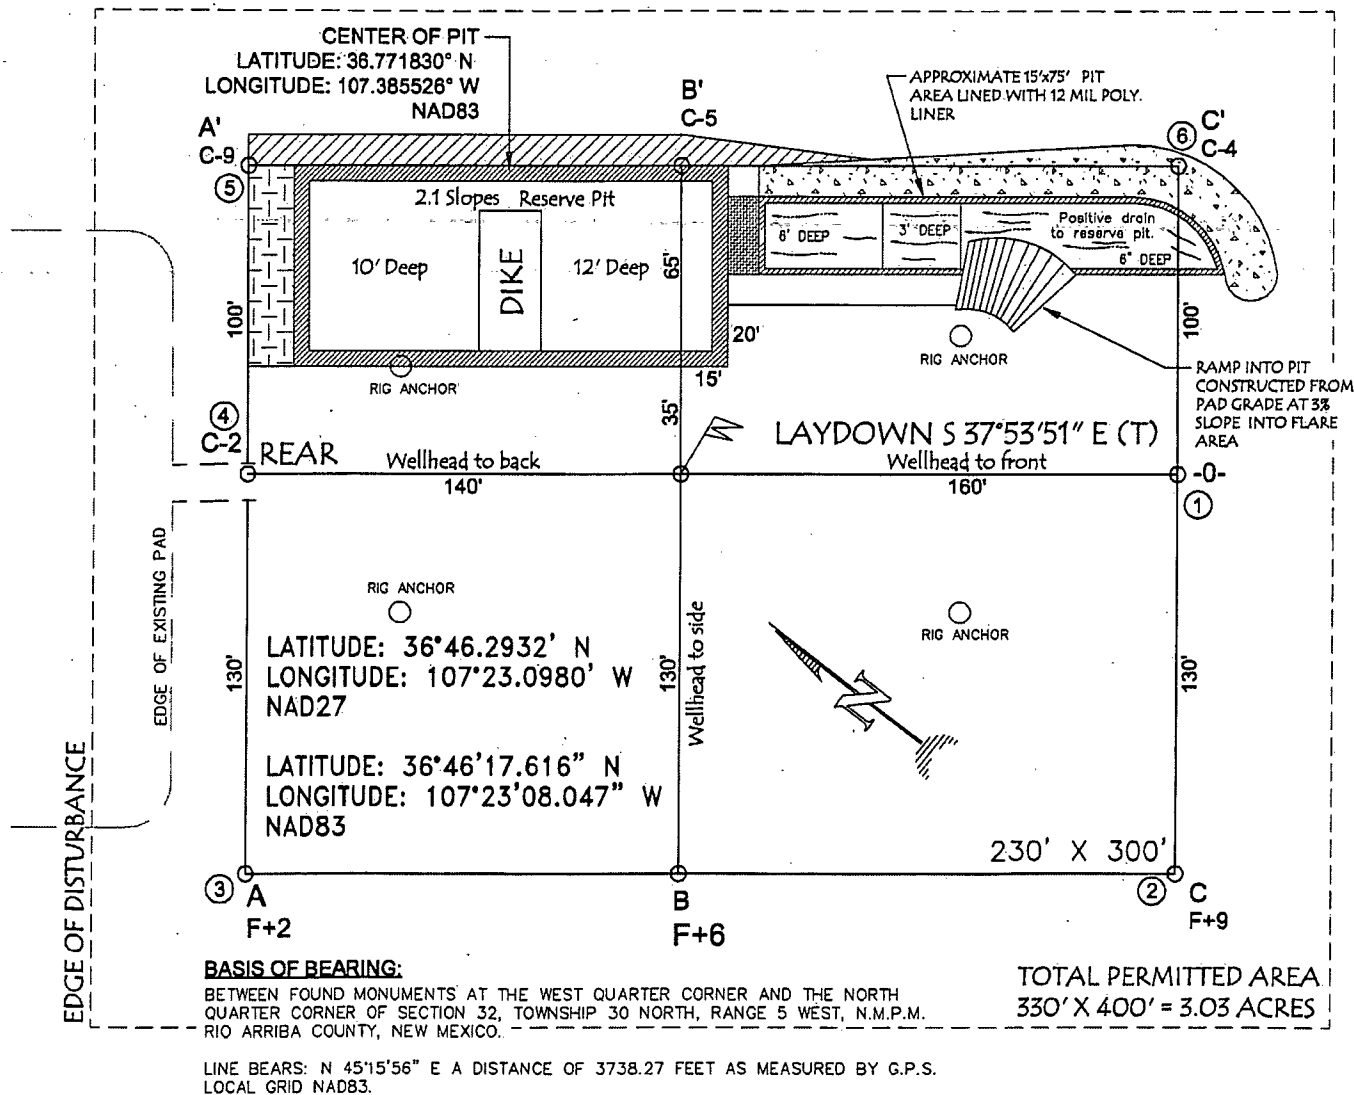 CENTER OF PIT
LATITUDE: 36.771830° N
LONGITUDE: 107.385526° W
NAD83
APPROXIMATE 15'x75' PIT
AREA LINED WITH 12 MIL POLY.
LINER
A'
C-9
B'
C-5
6
C'
C-4
5
2.1 Slopes Reserve Pit
10' Deep
DIKE
12' Deep
65'
8' DEEP
3' DEEP
Positive drain
to reserve pit.
6" DEEP
100'
20'
15'
35'
100'
RIG ANCHOR
RIG ANCHOR
RAMP INTO PIT
CONSTRUCTED FROM
PAD GRADE AT 3%
SLOPE INTO FLARE
AREA
4
C-2
REAR
Wellhead to back
140'
LAYDOWN S 37°53'51" E (T)
Wellhead to front
160'
-0-
1
EDGE OF EXISTING PAD
RIG ANCHOR
RIG ANCHOR
LATITUDE: 36°46.2932' N
LONGITUDE: 107°23.0980' W
NAD27
LATITUDE: 36°46'17.616" N
LONGITUDE: 107°23'08.047" W
NAD83
130'
130'
Wellhead to side
130'
N
230' X 300'
3
A
F+2
B
F+6
2
C
F+9
EDGE OF DISTURBANCE
BASIS OF BEARING:
BETWEEN FOUND MONUMENTS AT THE WEST QUARTER CORNER AND THE NORTH
QUARTER CORNER OF SECTION 32, TOWNSHIP 30 NORTH, RANGE 5 WEST, N.M.P.M.
RIO ARRIBA COUNTY, NEW MEXICO.
LINE BEARS: N 45°15'56" E A DISTANCE OF 3738.27 FEET AS MEASURED BY G.P.S.
LOCAL GRID NAD83.
TOTAL PERMITTED AREA
330' X 400' = 3.03 ACRES